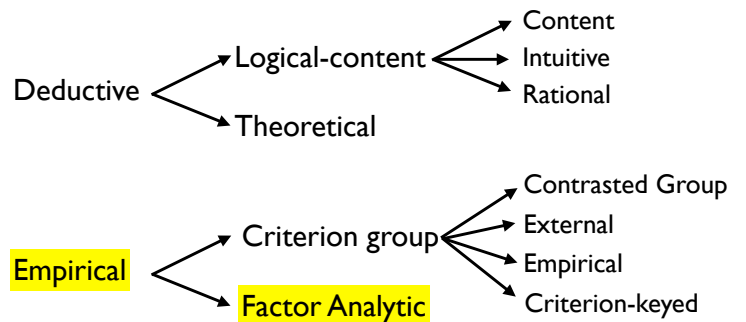 Deductive
Logical-content
Content
Intuitive
Rational
Theoretical
Empirical
Criterion group
Contrasted Group
External
Empirical
Criterion-keyed
Factor Analytic